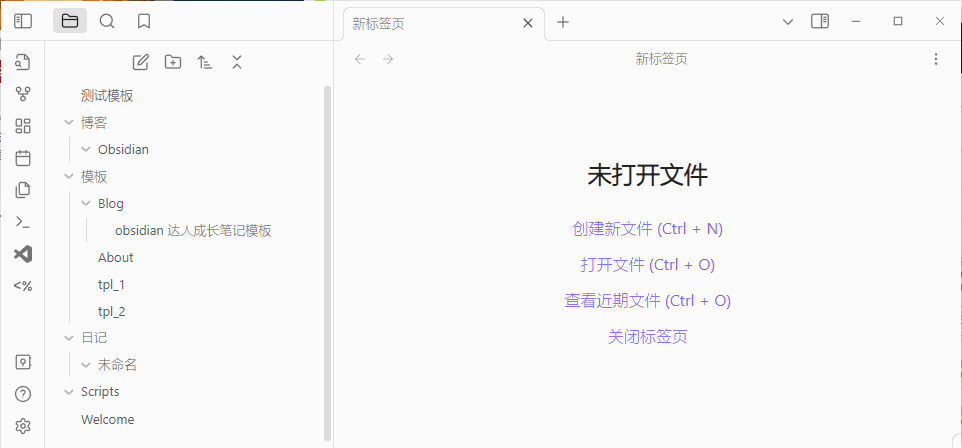 新标签页
新标签页
测试模板
博客
Obsidian
模板
Blog
obsidian 达人成长笔记模板
About
tpl_1
tpl_2
日记
未命名
Scripts
Welcome
<%
未打开文件
创建新文件 (Ctrl + N)
打开文件 (Ctrl + O)
查看近期文件 (Ctrl + O)
关闭标签页